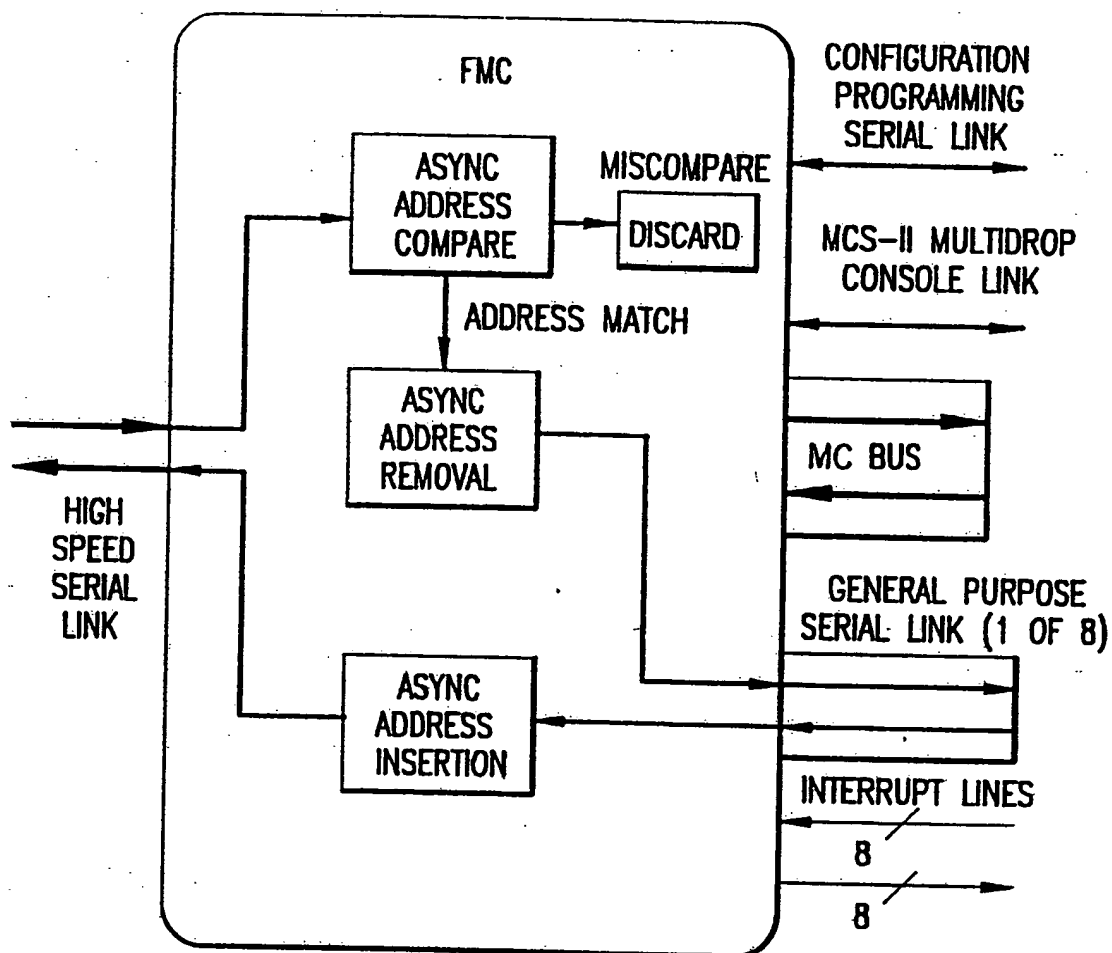 FMC
CONFIGURATION
PROGRAMMING
SERIAL LINK
ASYNC
ADDRESS
COMPARE
MISCOMPARE
DISCARD
MCS-II MULTIDROP
CONSOLE LINK
ADDRESS MATCH
ASYNC
ADDRESS
REMOVAL
MC BUS
HIGH
SPEED
SERIAL
LINK
GENERAL PURPOSE
SERIAL LINK (1 OF 8)
ASYNC
ADDRESS
INSERTION
INTERRUPT LINES
8
8